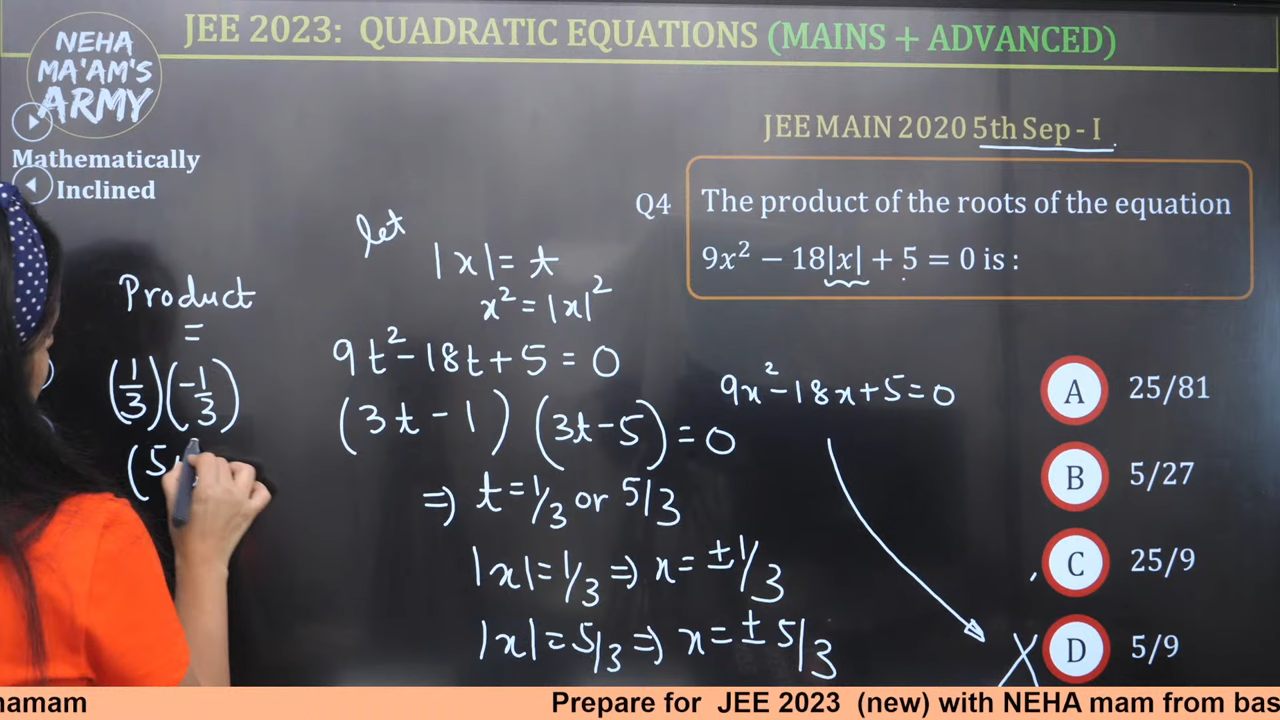 JEE 2023: QUADRATIC EQUATIONS (MAINS + ADVANCED)
NEHA
MA'AM'S
ARMY
Mathematically
Inclined
JEE MAIN 2020 5th Sep - I
Q4 The product of the roots of the equation
9x² − 18|x| + 5 = 0 is :
let
|x| = t
x² = |x|²
9t² - 18t + 5 = 0
(3t - 1) (3t - 5) = 0
⇒ t = 1/3 or 5/3
|x| = 1/3 ⇒ x = ± 1/3
|x| = 5/3 ⇒ x = ± 5/3
Product
=
(1/3)(-1/3)
(5
9x² - 18x + 5 = 0
A 25/81
B 5/27
C 25/9
X D 5/9
namam
Prepare for JEE 2023 (new) with NEHA mam from bas